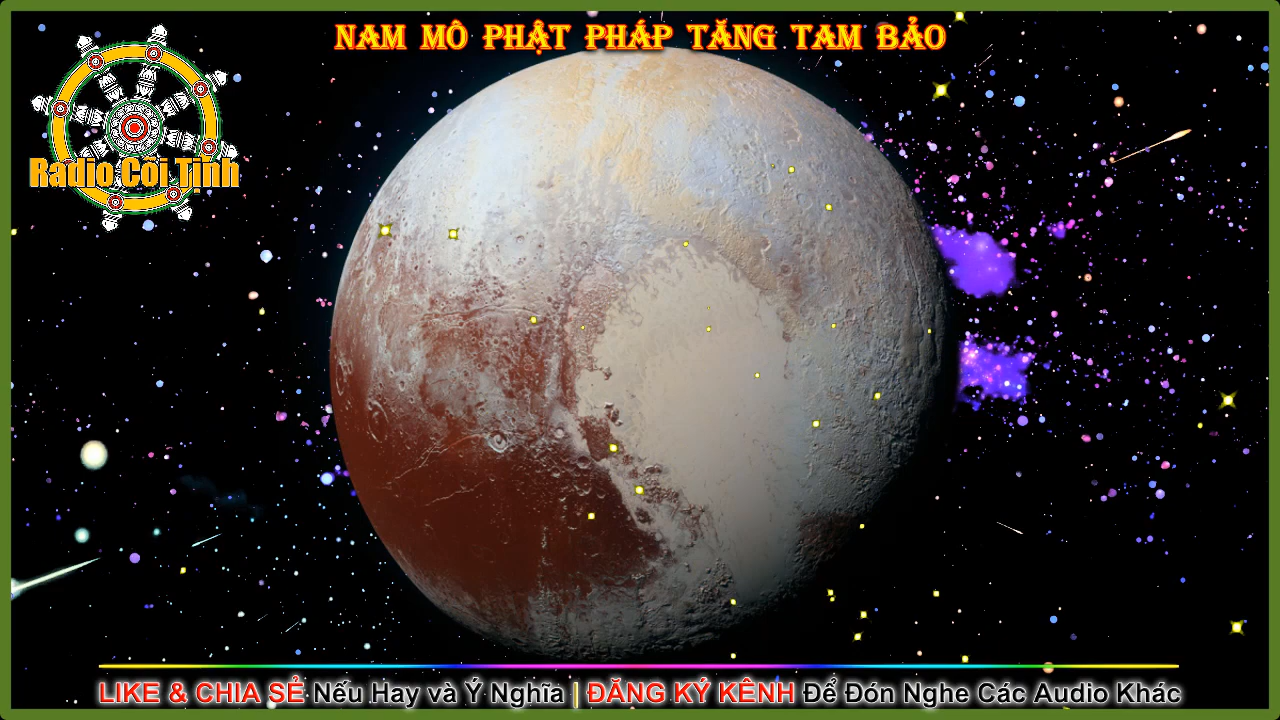 NAM MÔ PHẬT PHÁP TĂNG TAM BẢO
Radio Cõi Tịnh
LIKE & CHIA SẺ Nếu Hay và Ý Nghĩa | ĐĂNG KÝ KÊNH Để Đón Nghe Các Audio Khác